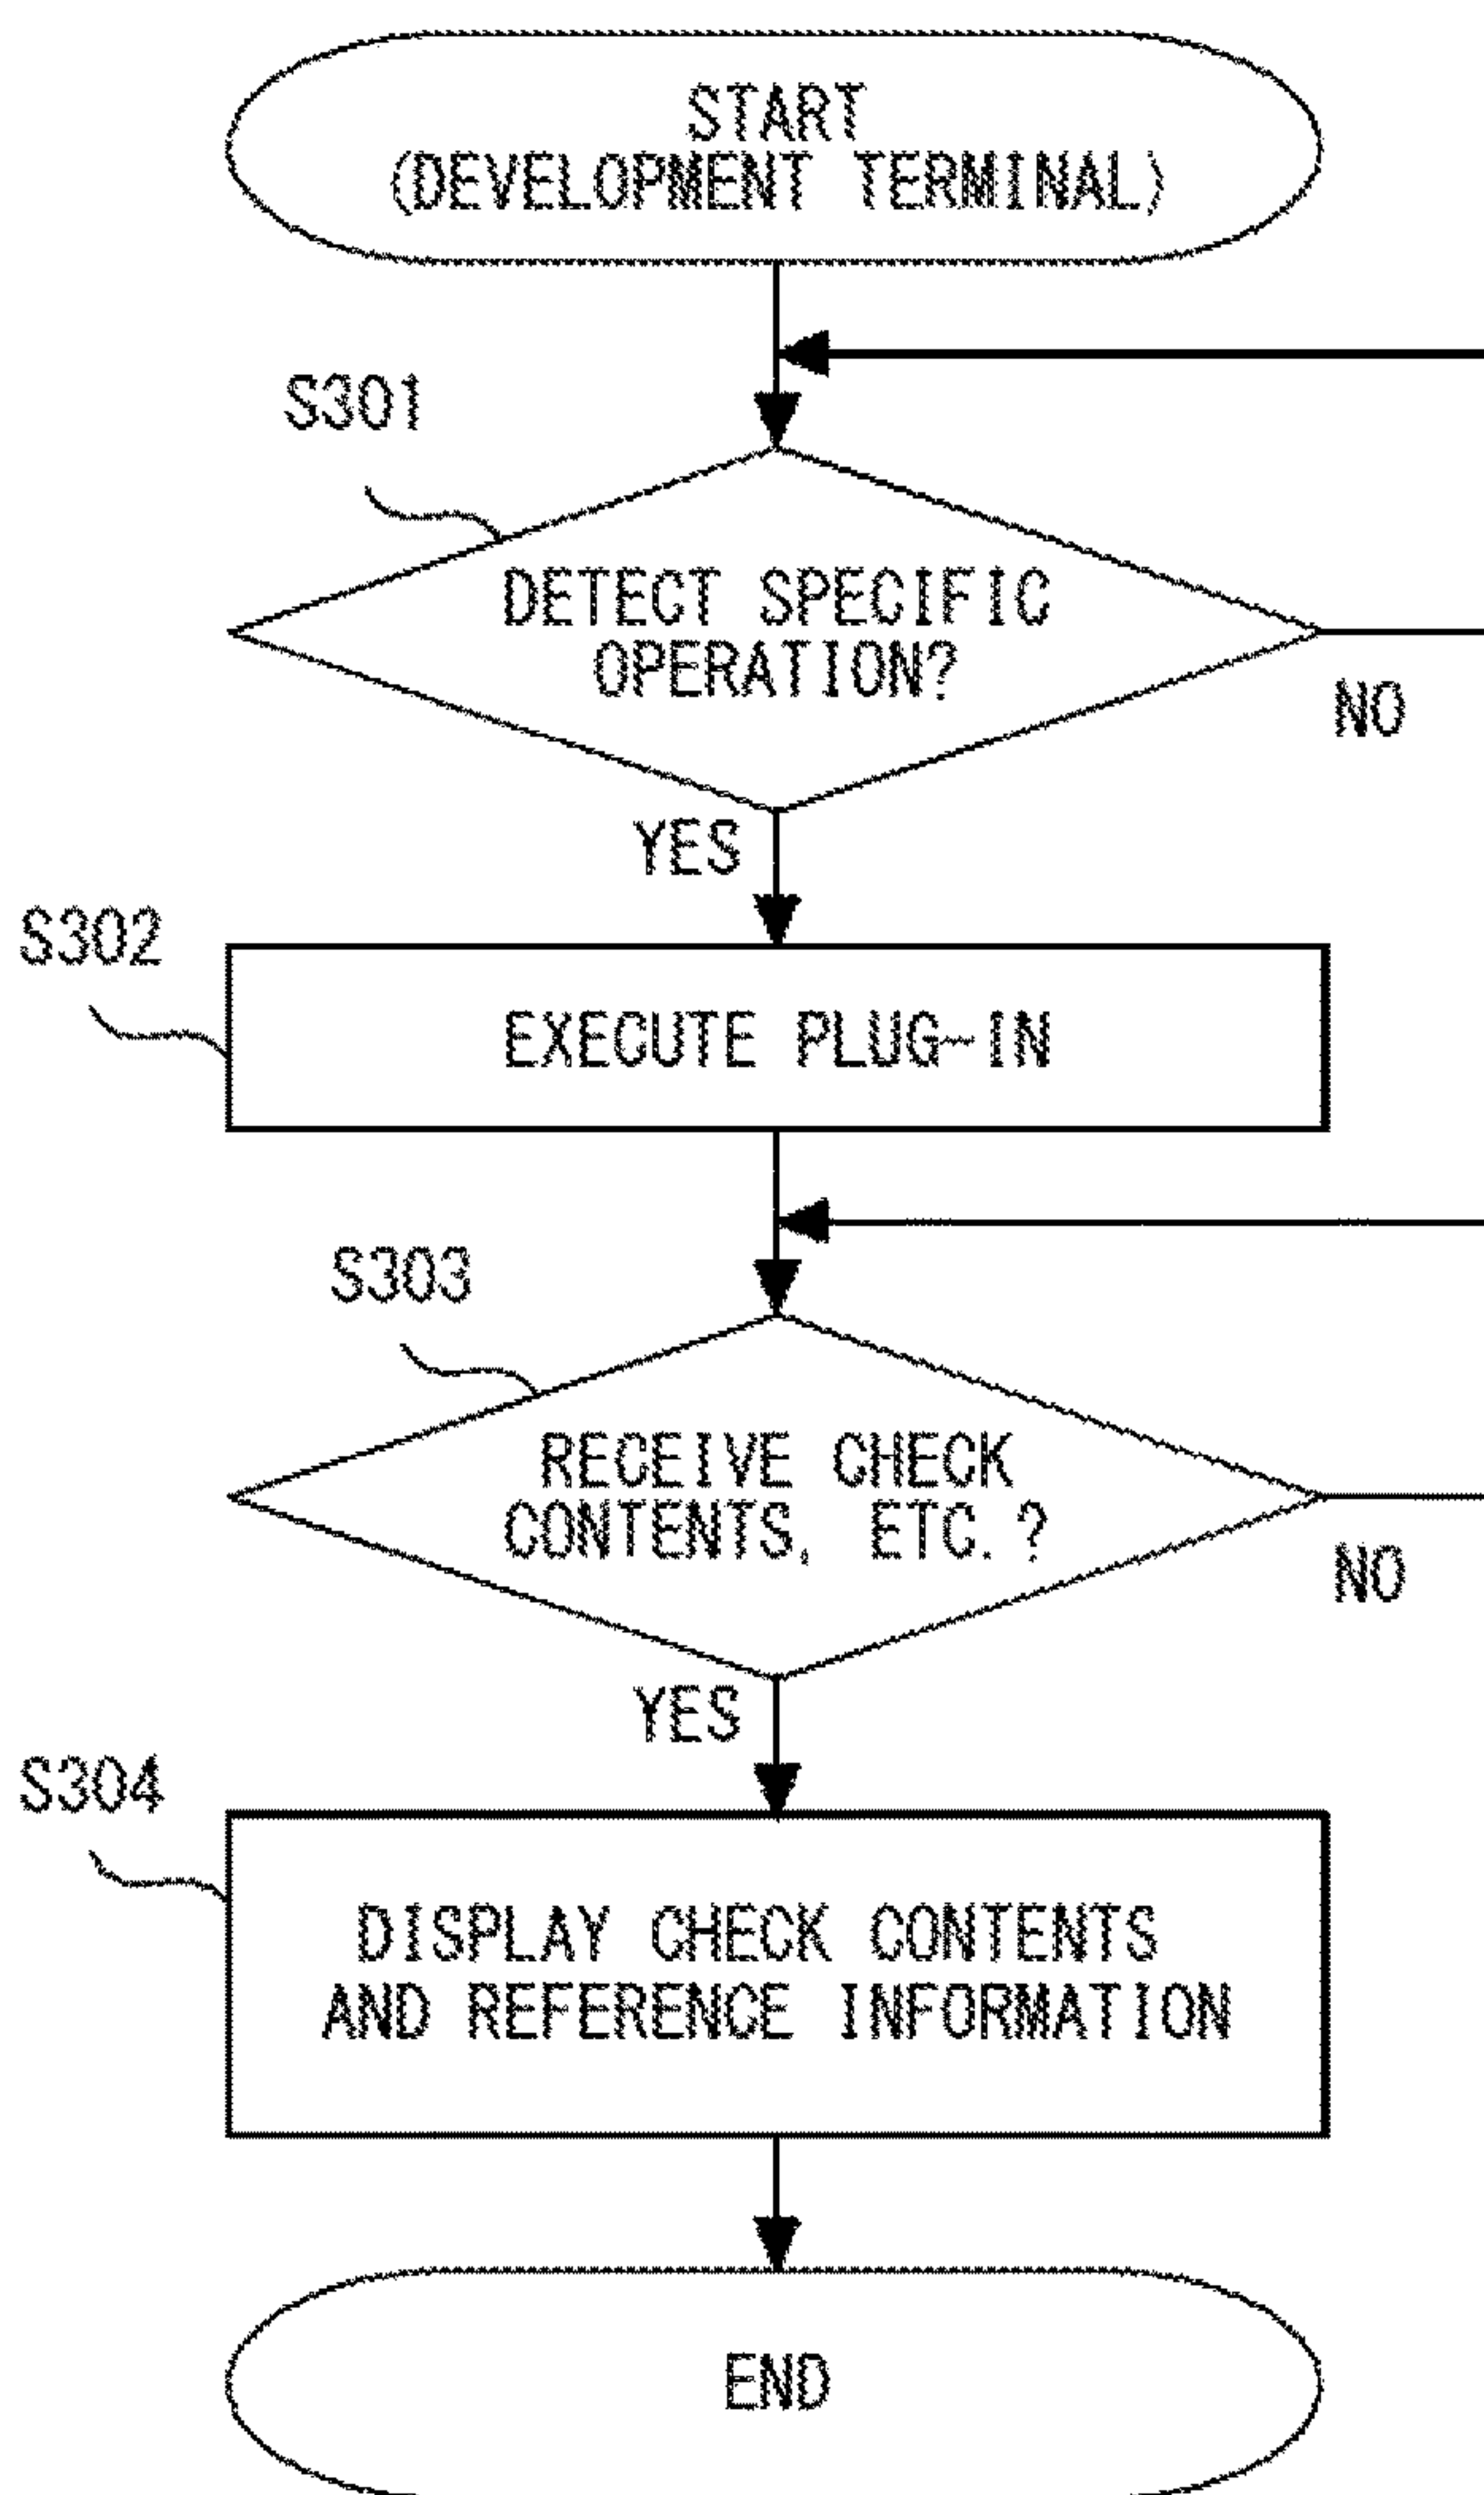 START
(DEVELOPMENT TERMINAL)
S301
DETECT SPECIFIC
OPERATION?
NO
YES
S302
EXECUTE PLUG-IN
S303
RECEIVE CHECK
CONTENTS, ETC.?
NO
YES
S304
DISPLAY CHECK CONTENTS
AND REFERENCE INFORMATION
END